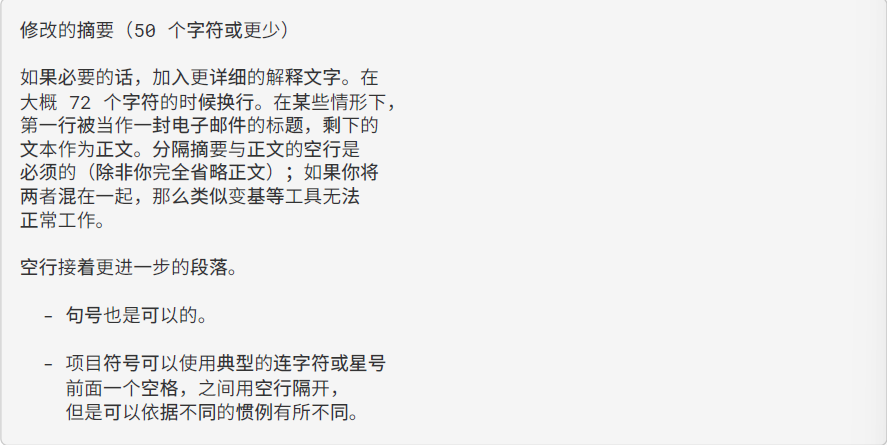 修改的摘要（50 个字符或更少）
如果必要的话，加入更详细的解释文字。在
大概 72 个字符的时候换行。在某些情形下，
第一行被当作一封电子邮件的标题，剩下的
文本作为正文。分隔摘要与正文的空行是
必须的（除非你完全省略正文）；如果你将
两者混在一起，那么类似变基等工具无法
正常工作。
空行接着更进一步的段落。
- 句号也是可以的。
- 项目符号可以使用典型的连字符或星号
前面一个空格，之间用空行隔开，
但是可以依据不同的惯例有所不同。